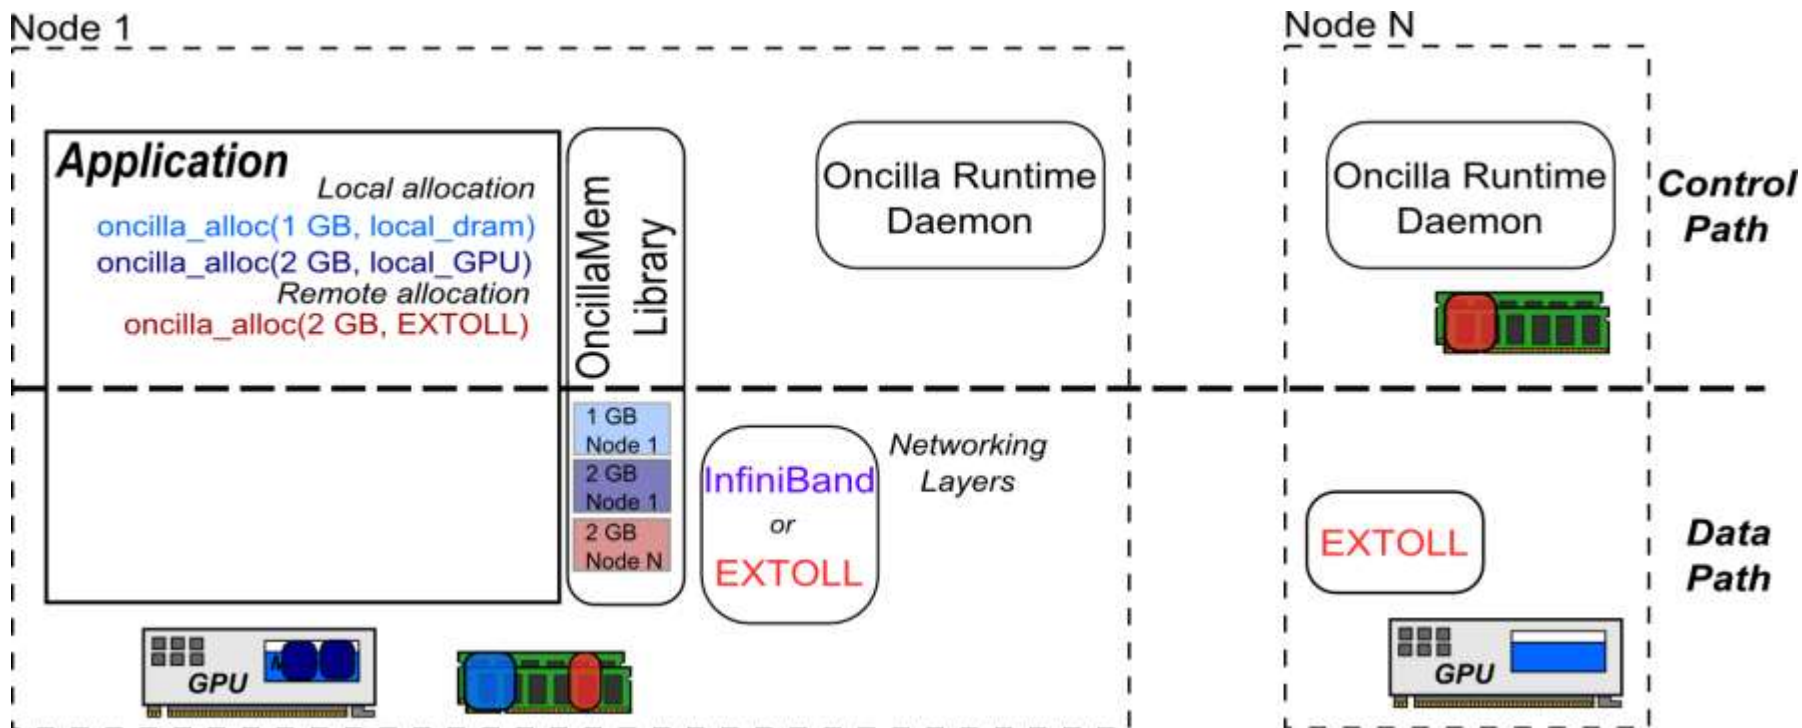 Node 1
Node N
Application
Local allocation
oncilla_alloc(1 GB, local_dram)
oncilla_alloc(2 GB, local_GPU)
Remote allocation
oncilla_alloc(2 GB, EXTOLL)
OncillaMem
Library
Oncilla Runtime
Daemon
Oncilla Runtime
Daemon
Control
Path
1 GB
Node 1
2 GB
Node 1
2 GB
Node N
InfiniBand
or
EXTOLL
Networking
Layers
EXTOLL
Data
Path
GPU
GPU